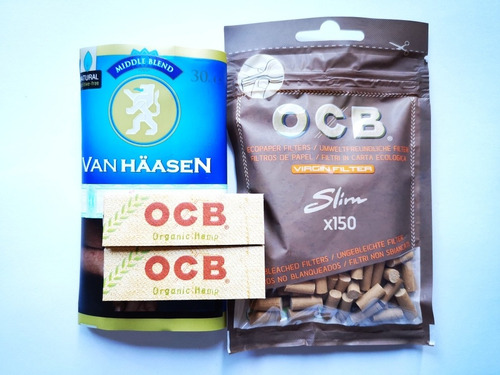 NATURAL
MIDDLE BLEND
30
VAN HÄASEN
OCB®
Organic Hemp
OCB®
Organic Hemp
OCB®
ECOPAPER FILTERS / UMWELTFREUNDLICHE FILTER
FILTROS DE PAPEL / FILTRI IN CARTA ECOLOGICA
VIRGIN FILTER
Slim
x150
BLEACHED FILTERS / UNGEBLEICHTE FILTER
NO BLANQUEADOS / FILTRI NON SBIANCATI